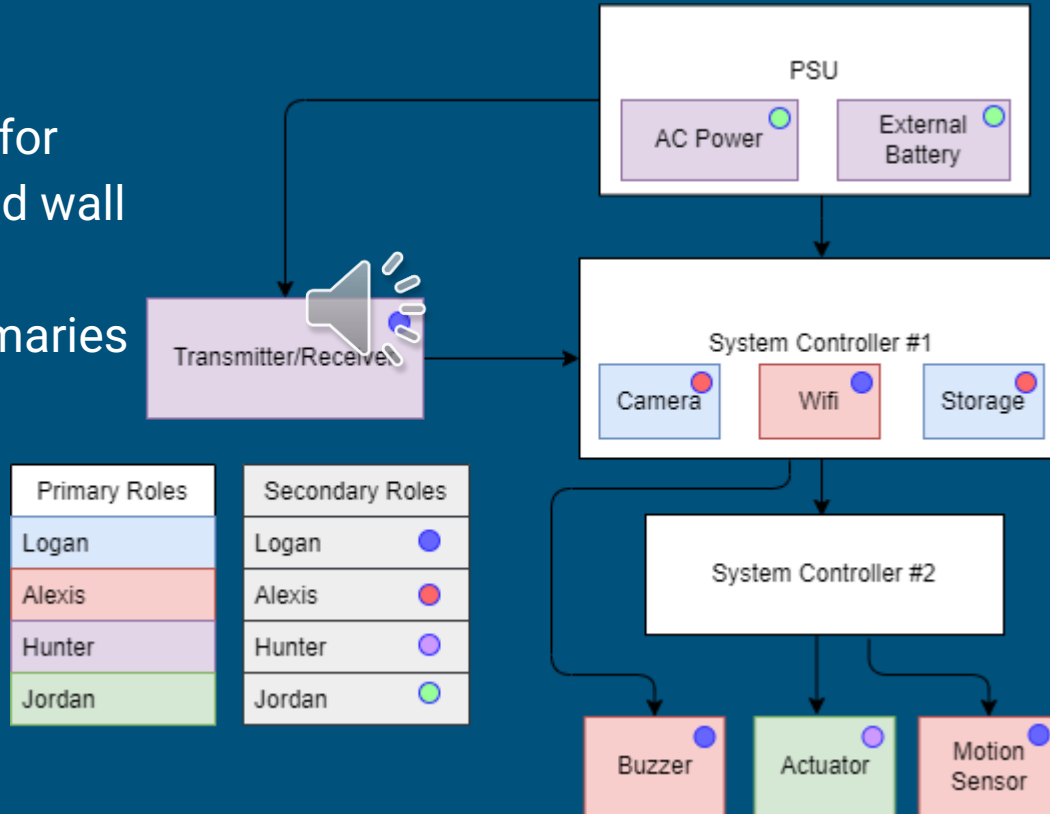 for
d wall
maries
PSU
AC Power
External
Battery
Transmitter/Receiver
System Controller #1
Camera
Wifi
Storage
Primary Roles
Logan
Alexis
Hunter
Jordan
Secondary Roles
Logan
Alexis
Hunter
Jordan
System Controller #2
Buzzer
Actuator
Motion
Sensor